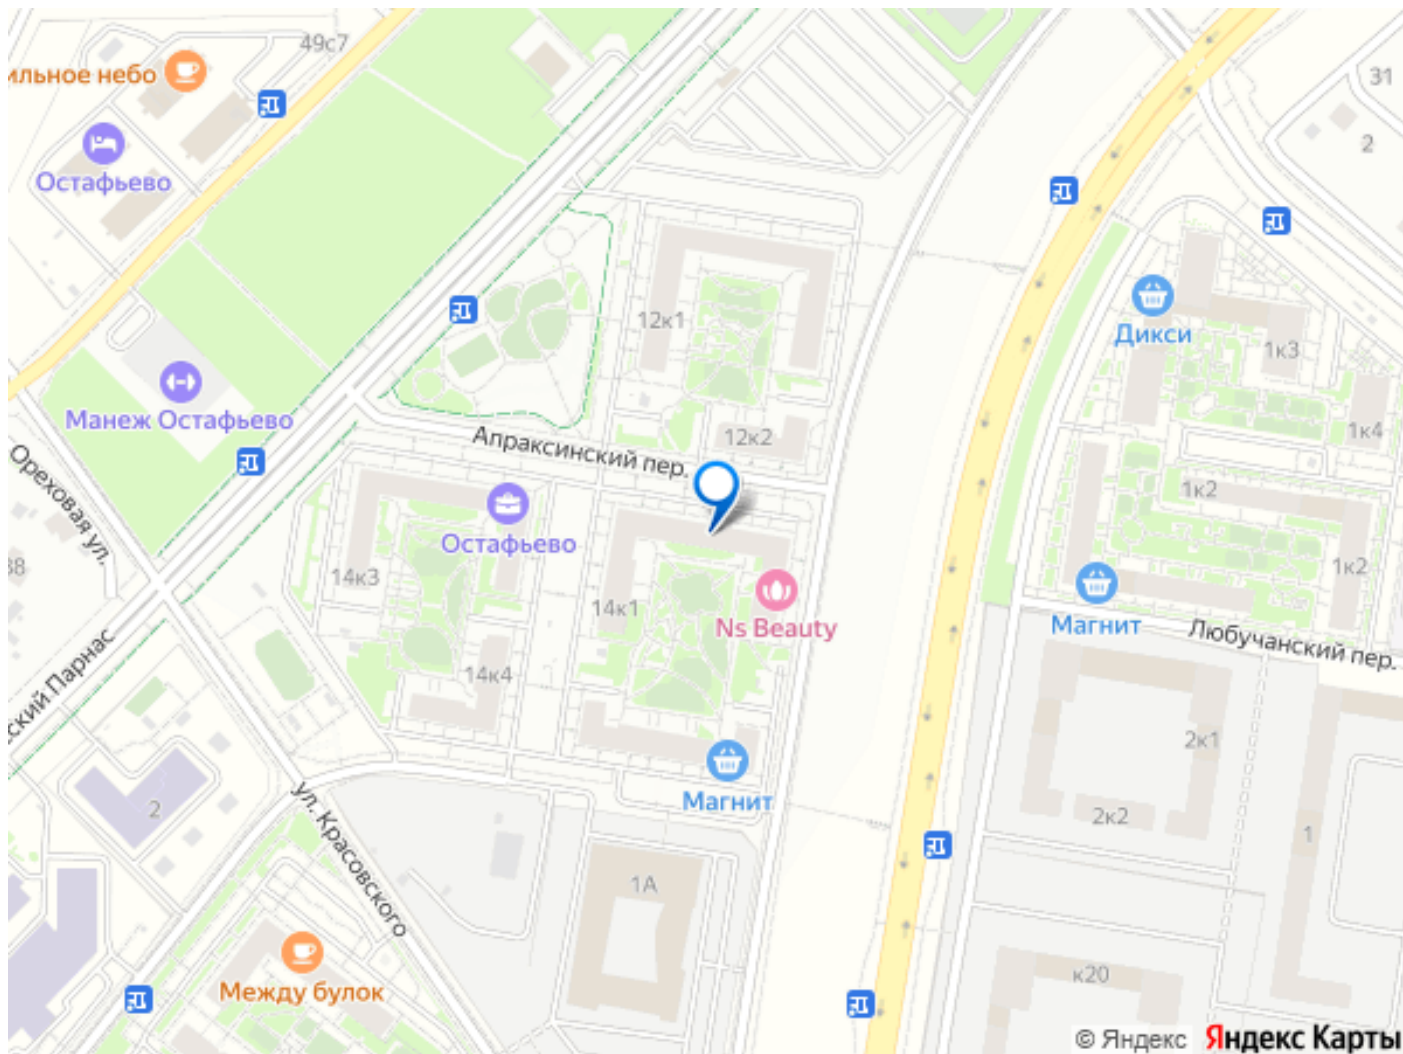 49с7
ильное небо
31
2
Остафьево
12к1
Дикси
1к3
Манеж Остафьево
12к2
1к4
Апраксинский пер.
Ореховая ул.
1к2
Остафьево
38
14к3
14к1
1к2
Ns Beauty
Магнит
Любучанский пер.
14к4
ский Парнас
2к1
Магнит
2
ул. Красовского
2к2
1
1А
к20
Между булок
© Яндекс Яндекс Карты